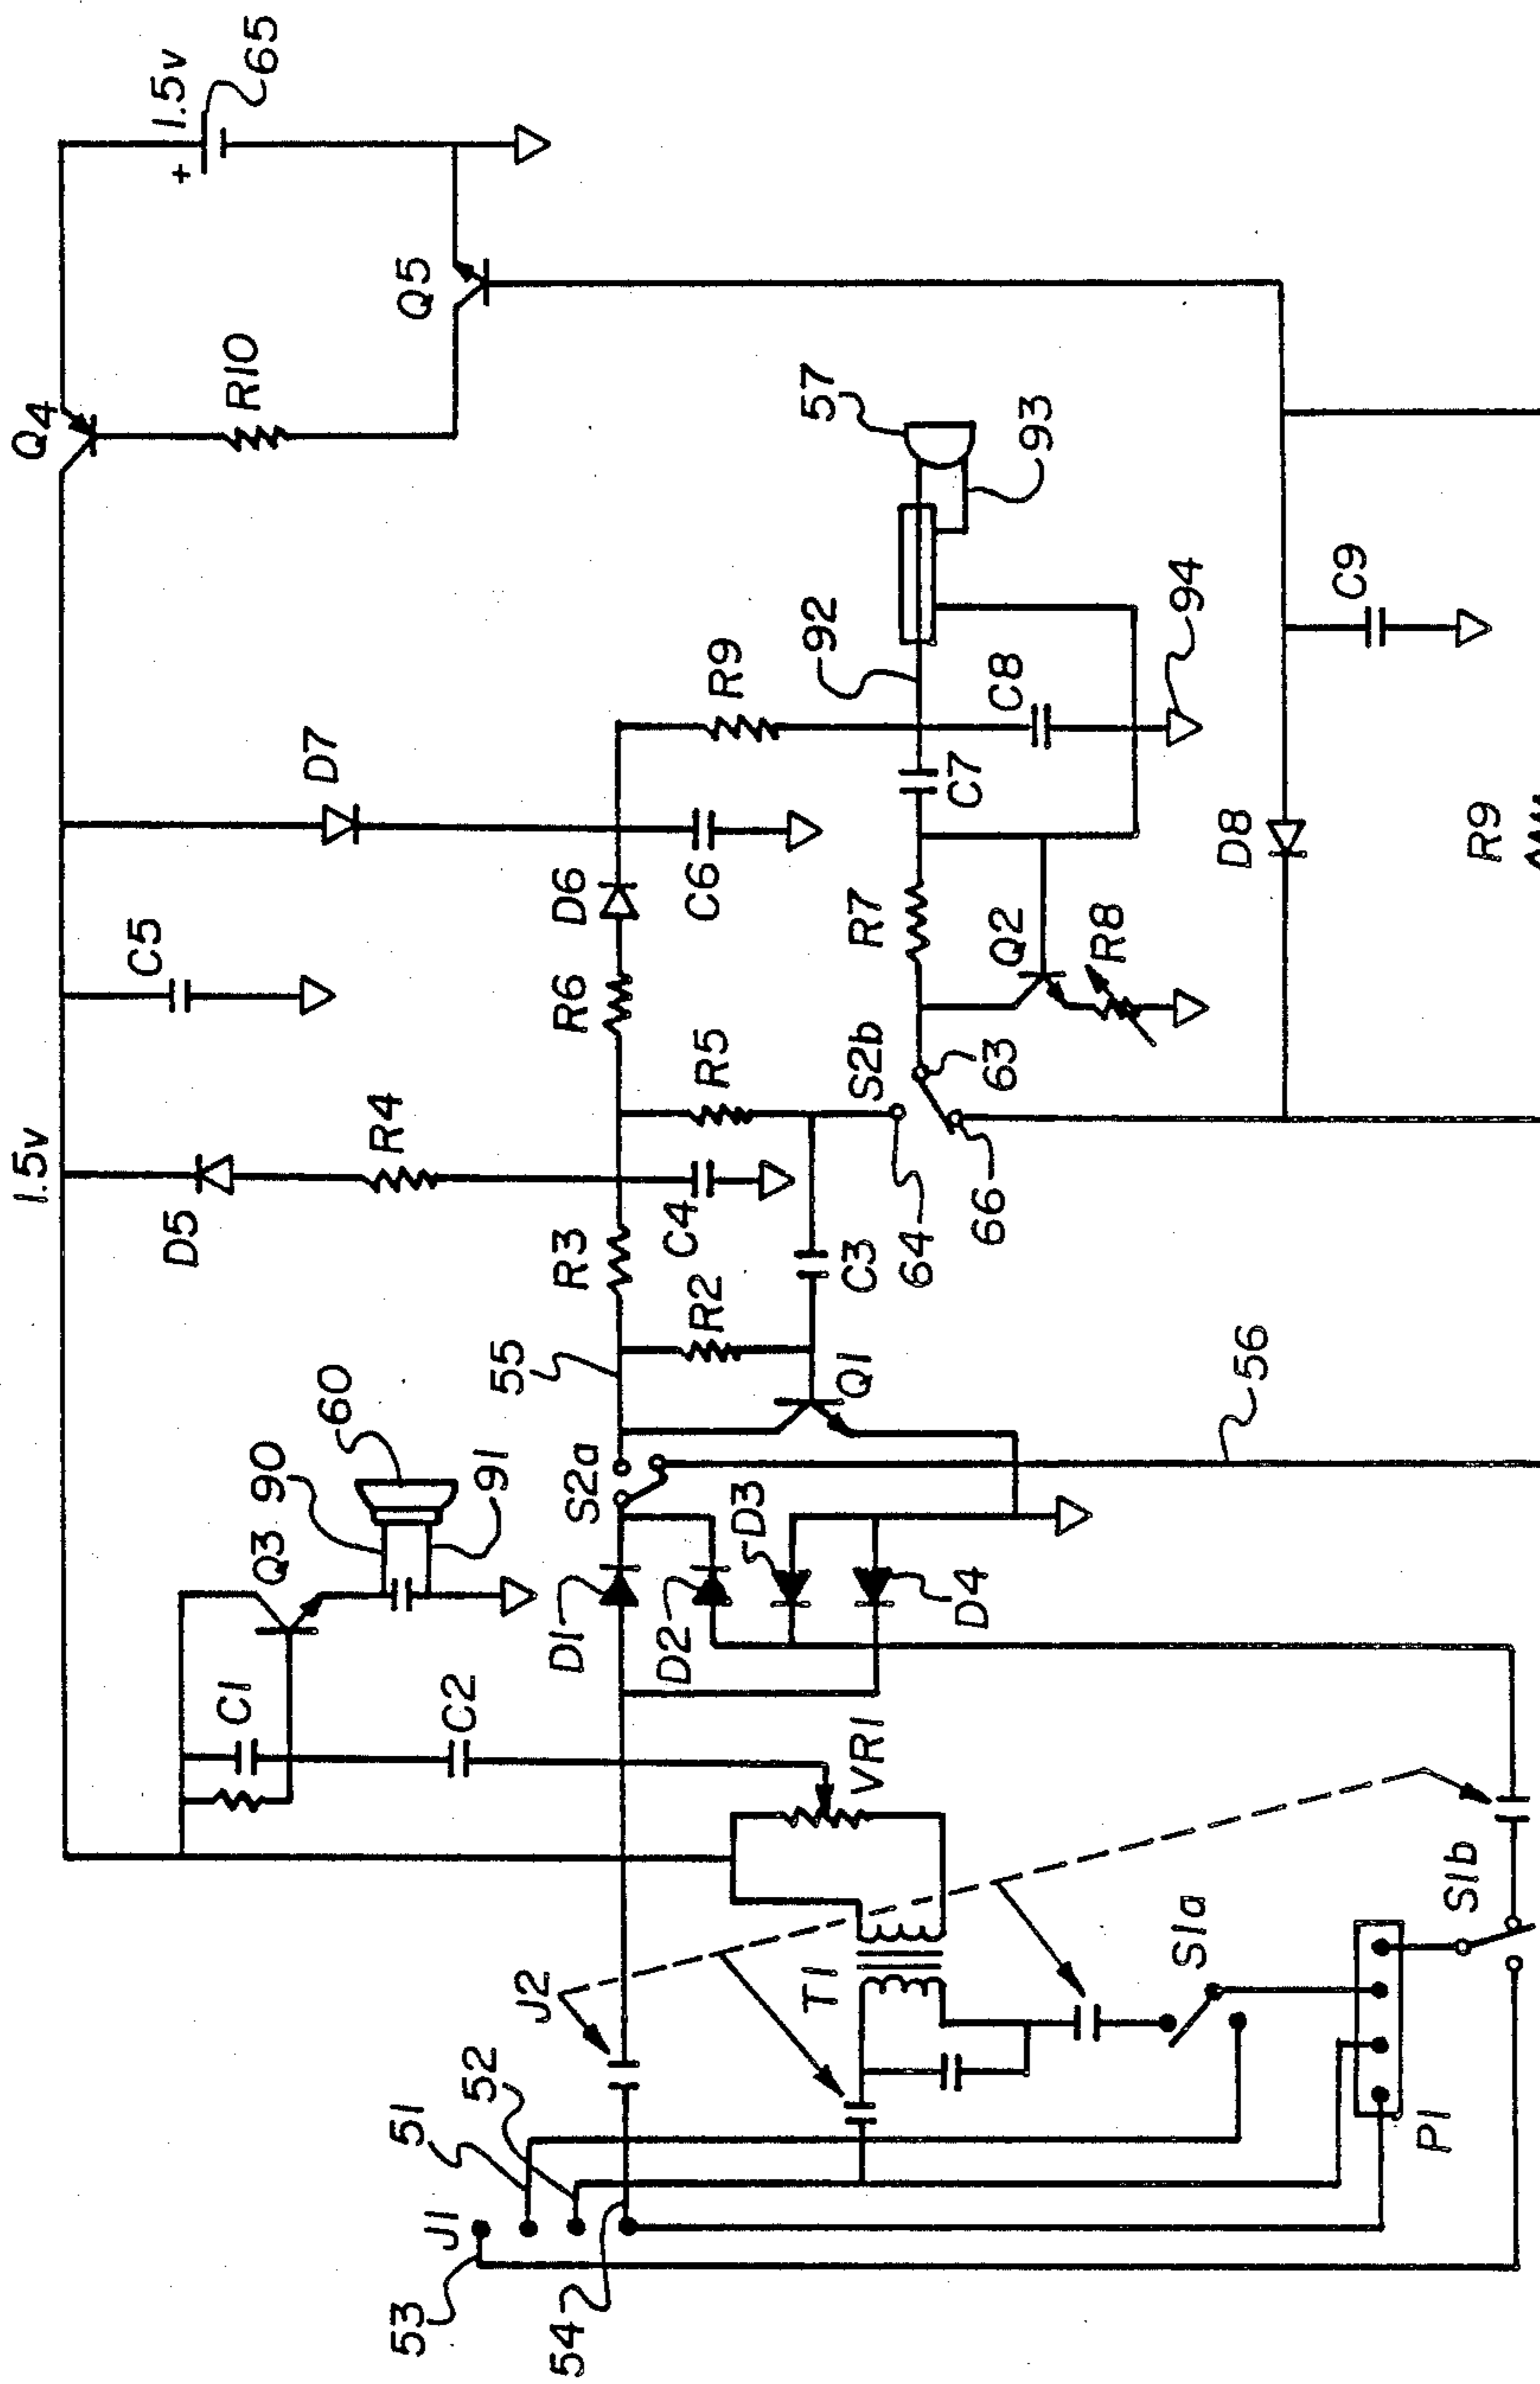 1.5v
65
+
Q4
R10
Q5
57
93
D7
R9
92
C8
94
C9
C7
C5
D6
C6
R7
D8
R9
Q2
R8
1.5v
R4
R6
R5
S2b
63
D5
R3
C4
R2
C3
64
66
55
Q1
60
90
91
S2a
56
Q3
D3
D1
D2
D4
C1
C2
VR1
J2
T1
S1a
S1b
52
51
J1
53
54
P1